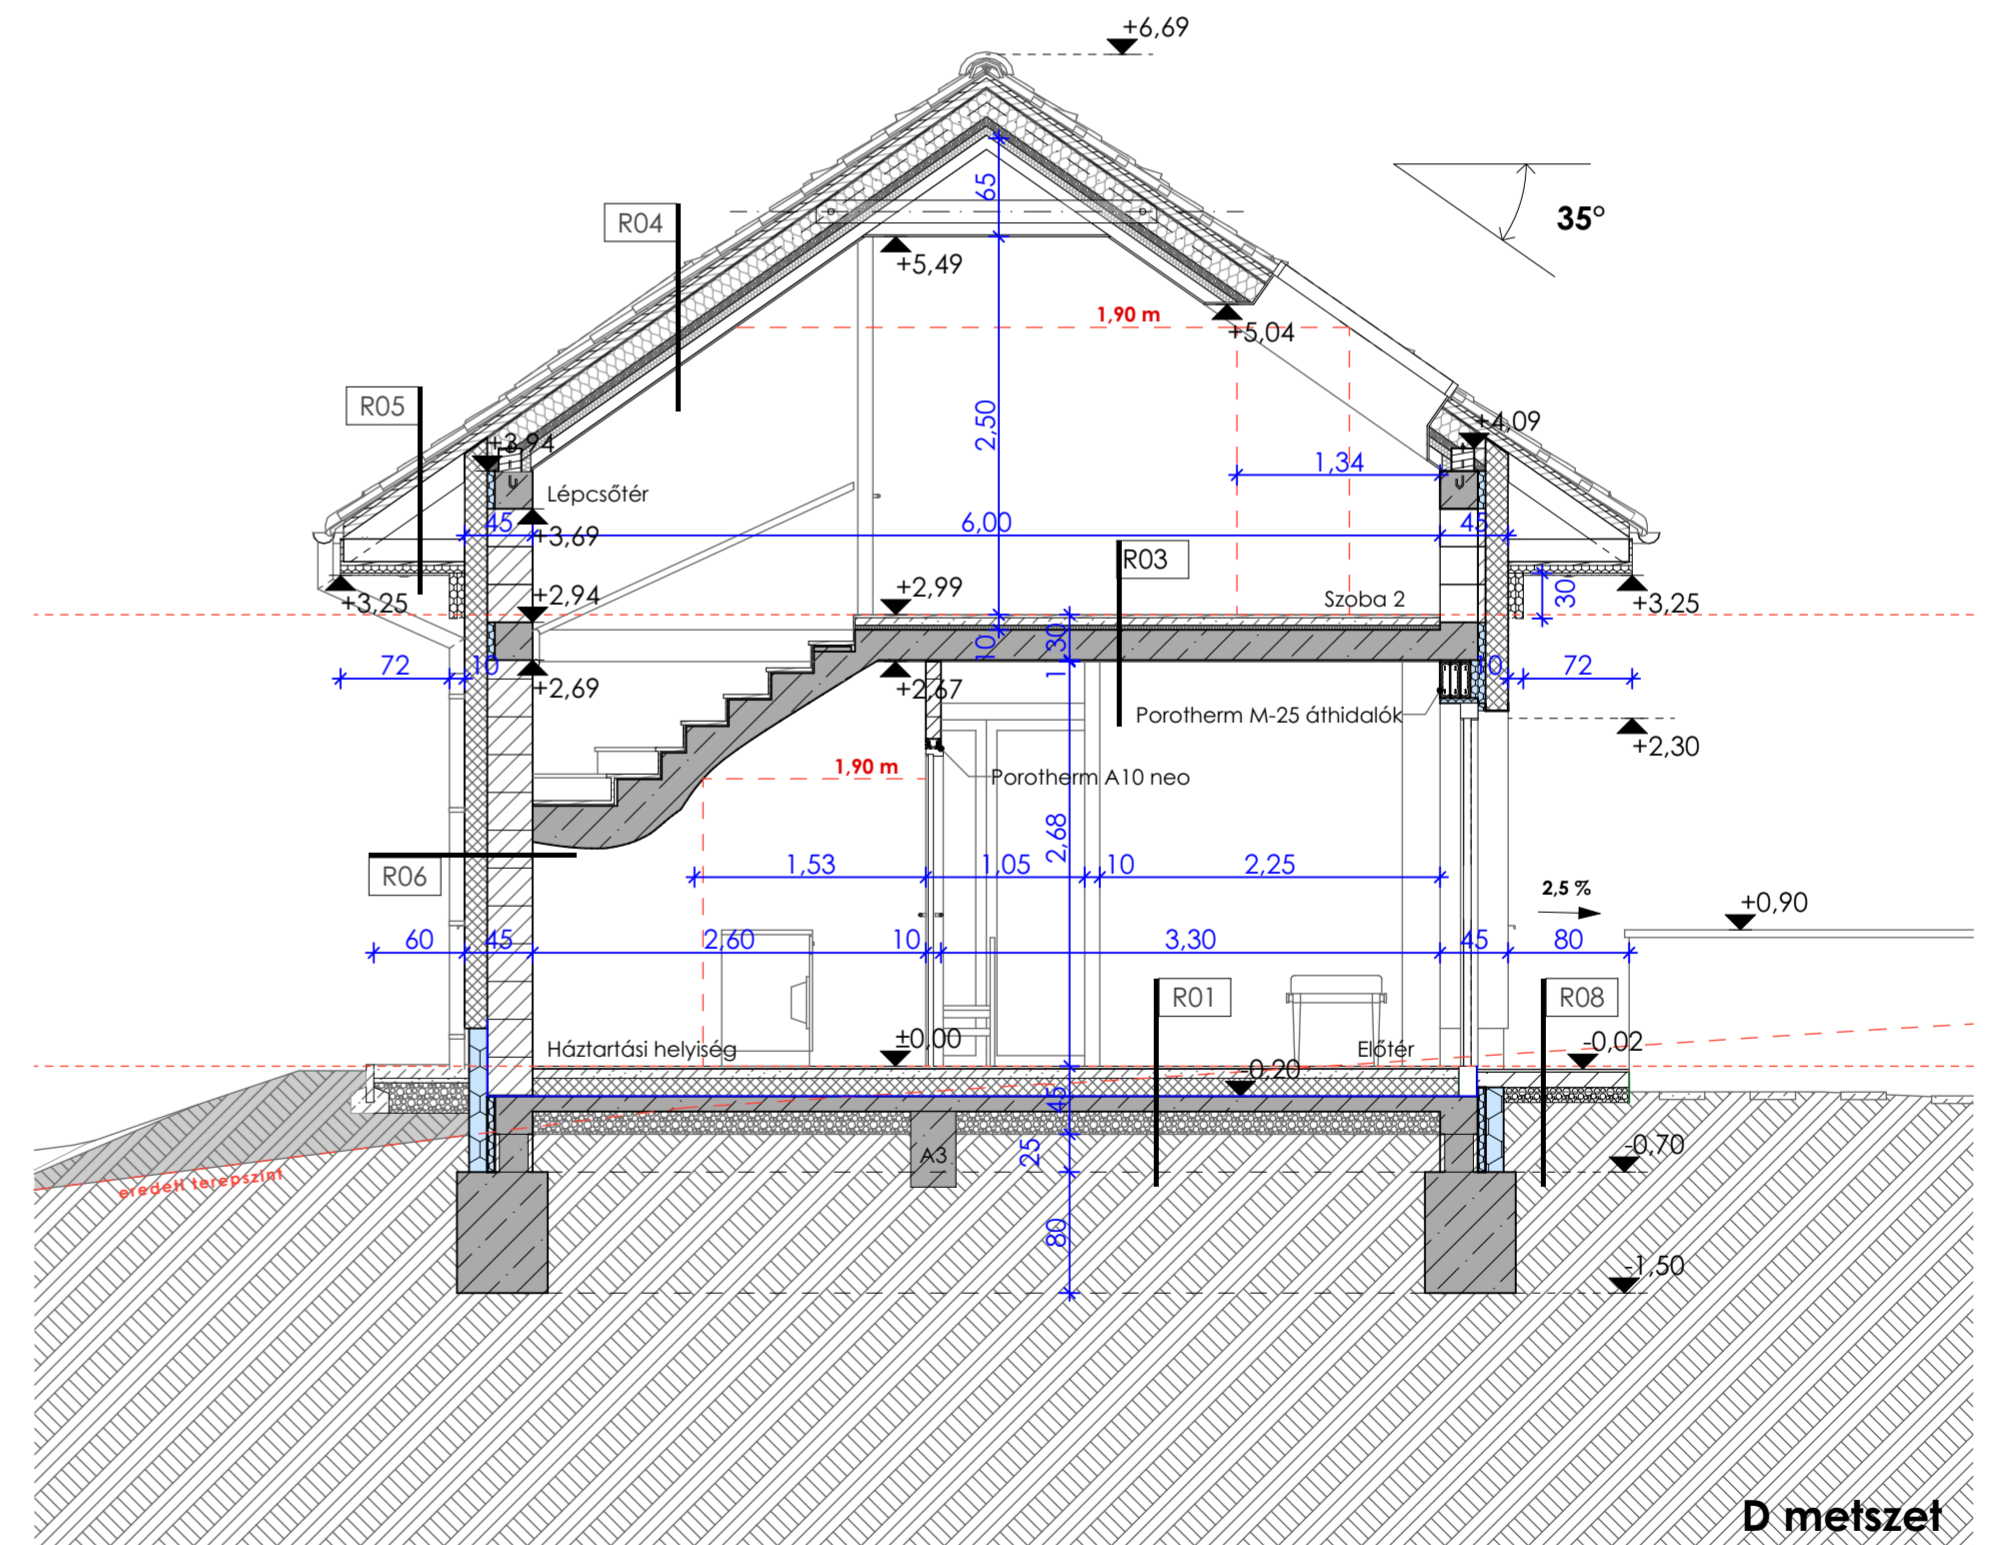 +6,69
35°
R04
65
+5,49
1,90 m
+5,04
R05
2,50
+3,94
+4,09
1,34
Lépcsőtér
45
6,00
45
+3,69
R03
+2,94
+2,99
Szoba 2
30
+3,25
+3,25
10
30
1
72
10
10
72
+2,69
+2,67
Porotherm M-25 áthidalók
+2,30
1,90 m
Porotherm A10 neo
2,68
1,53
1,05
10
2,25
R06
2,5 %
+0,90
60
45
2,60
10
3,30
45
80
R01
R08
Háztartási helyiség
±0,00
Előtér
-0,02
-0,20
45
25
A3
-0,70
eredeti terepszint
80
-1,50
D metszet